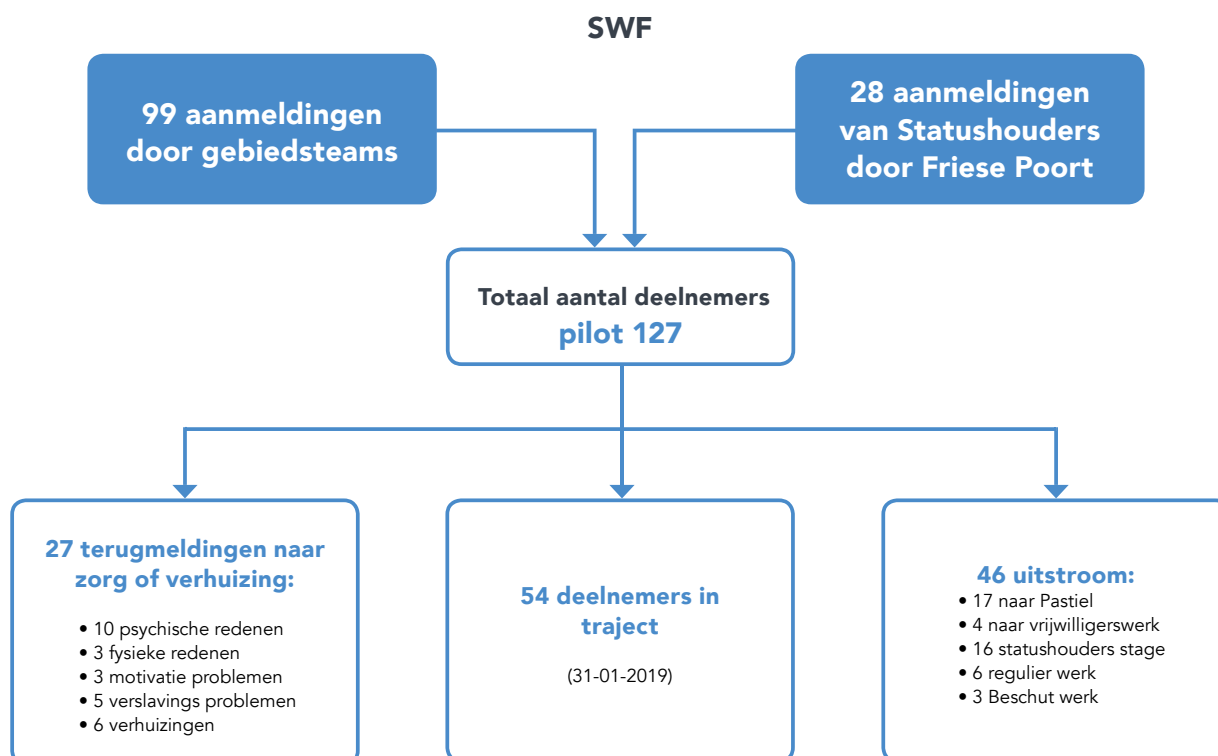 SWF
99 aanmeldingen
door gebiedsteams
28 aanmeldingen
van Statushouders
door Friese Poort
Totaal aantal deelnemers
pilot 127
27 terugmeldingen naar
zorg of verhuizing:
• 10 psychische redenen
• 3 fysieke redenen
• 3 motivatie problemen
• 5 verslavings problemen
• 6 verhuizingen
54 deelnemers in
traject
(31-01-2019)
46 uitstroom:
• 17 naar Pastiel
• 4 naar vrijwilligerswerk
• 16 statushouders stage
• 6 regulier werk
• 3 Beschut werk